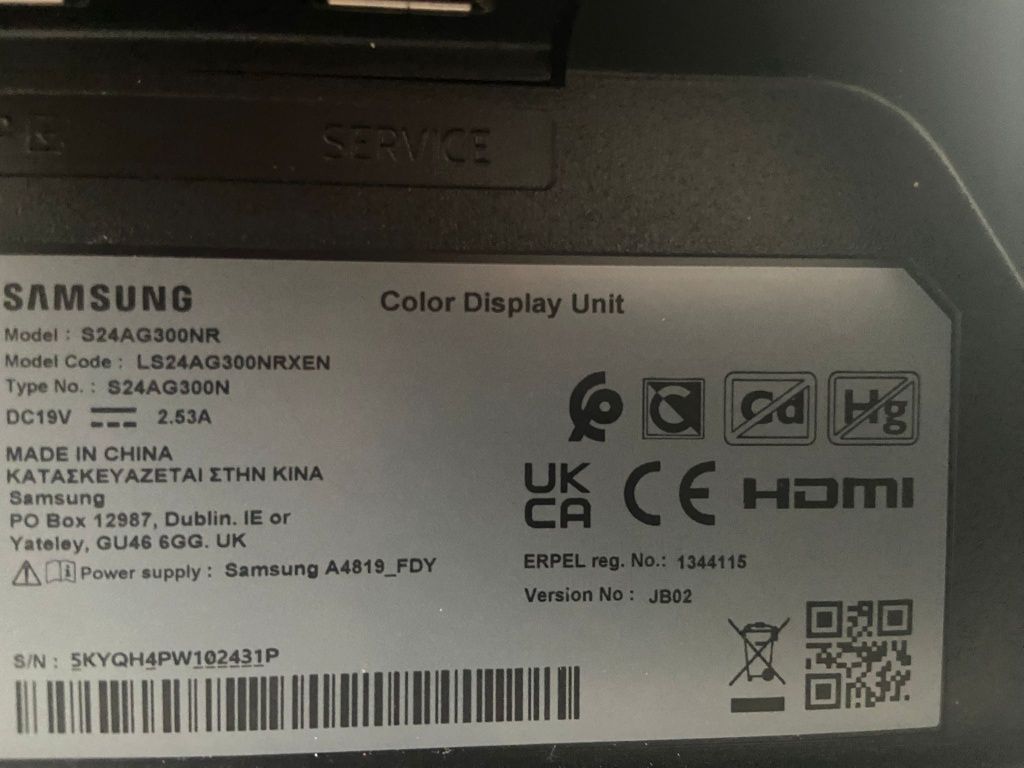 SERVICE
SAMSUNG
Color Display Unit
Model : S24AG300NR
Model Code : LS24AG300NRXEN
Type No. : S24AG300N
DC19V 2.53A
MADE IN CHINA
ΚΑΤΑΣΚΕΥΑΖΕΤΑΙ ΣΤΗΝ ΚΙΝΑ
Samsung
PO Box 12987, Dublin. IE or
Yateley, GU46 6GG. UK
Power supply : Samsung A4819_FDY
Cd
Hg
UK
CA
CE
HDMI
ERPEL reg. No.: 1344115
Version No : JB02
S/N : 5KYQH4PW102431P